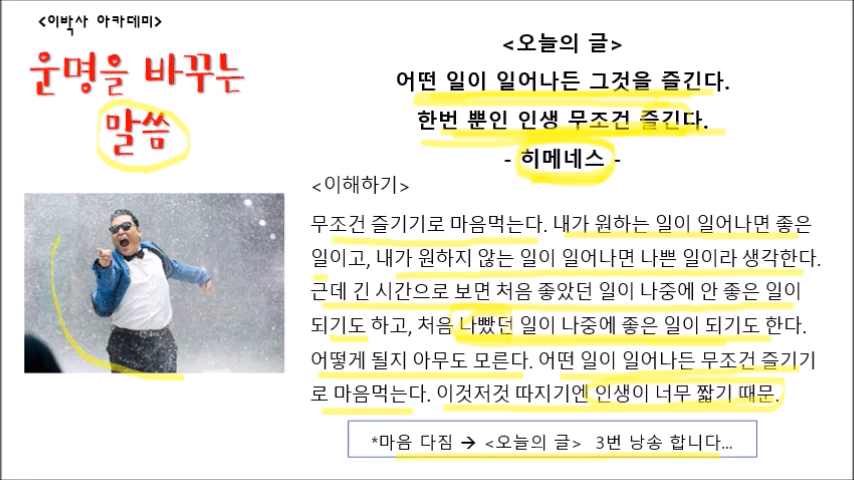 <이박사 아카데미>
운명을 바꾸는
말씀
<오늘의 글>
어떤 일이 일어나든 그것을 즐긴다.
한번 뿐인 인생 무조건 즐긴다.
- 히메네스 -
<이해하기>
무조건 즐기기로 마음먹는다. 내가 원하는 일이 일어나면 좋은
일이고, 내가 원하지 않는 일이 일어나면 나쁜 일이라 생각한다.
근데 긴 시간으로 보면 처음 좋았던 일이 나중에 안 좋은 일이
되기도 하고, 처음 나빴던 일이 나중에 좋은 일이 되기도 한다.
어떻게 될지 아무도 모른다. 어떤 일이 일어나든 무조건 즐기기
로 마음먹는다. 이것저것 따지기엔 인생이 너무 짧기 때문.
*마음 다짐 → <오늘의 글> 3번 낭송 합니다...